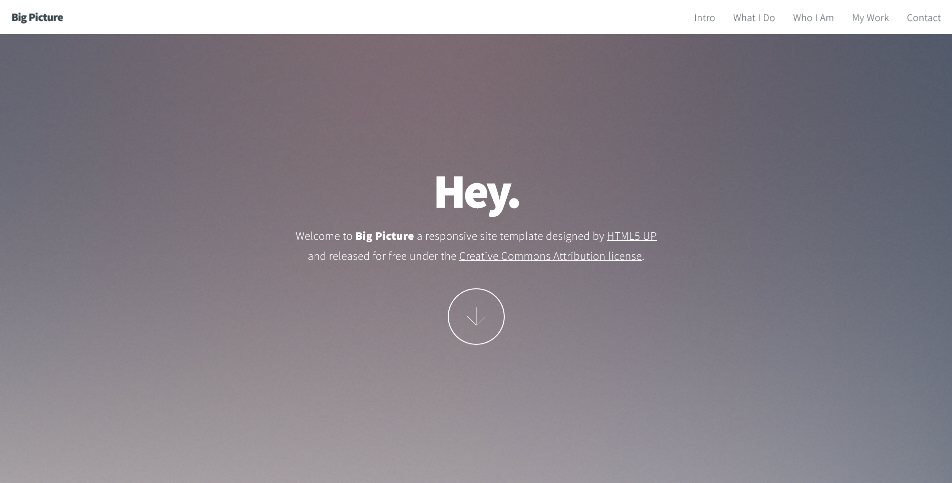 Big Picture
Intro
What I Do
Who I Am
My Work
Contact
Hey.
Welcome to Big Picture a responsive site template designed by HTML5 UP
and released for free under the Creative Commons Attribution license.